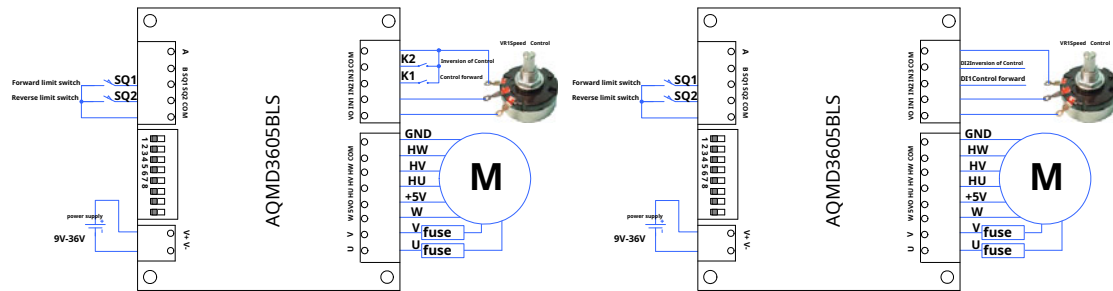 VR1Speed Control
K2
Inversion of Control
K1
Control forward
COM
IN3
IN2
IN1
VO
A
B
SQ1
SQ2
COM
Forward limit switch
SQ1
Reverse limit switch
SQ2
AQMD3605BLS
1 2 3 4 5 6 7 8
power supply
9V-36V
V+
V-
GND
HW
HV
HU
+5V
W
V
fuse
U
fuse
COM
HW
HV
HU
5VO
W
V
U
M
VR1Speed Control
DI2Inversion of Control
DI1Control forward
COM
IN3
IN2
IN1
VO
A
B
SQ1
SQ2
COM
Forward limit switch
SQ1
Reverse limit switch
SQ2
AQMD3605BLS
1 2 3 4 5 6 7 8
power supply
9V-36V
V+
V-
GND
HW
HV
HU
+5V
W
V
fuse
U
fuse
COM
HW
HV
HU
5VO
W
V
U
M